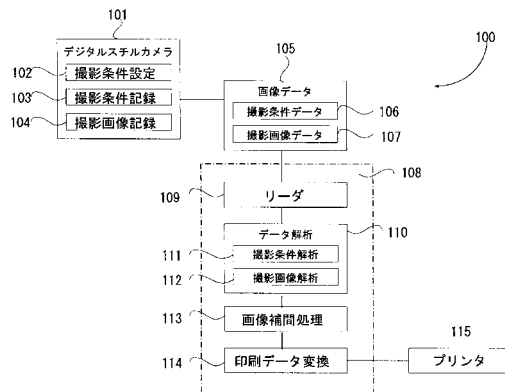 101
デジタルスチルカメラ
102 撮影条件設定
103 撮影条件記録
104 撮影画像記録
105
100
画像データ
撮影条件データ 106
撮影画像データ 107
108
109 リーダ
データ解析 110
111 撮影条件解析
112 撮影画像解析
113 画像補間処理
115
114 印刷データ変換 プリンタ